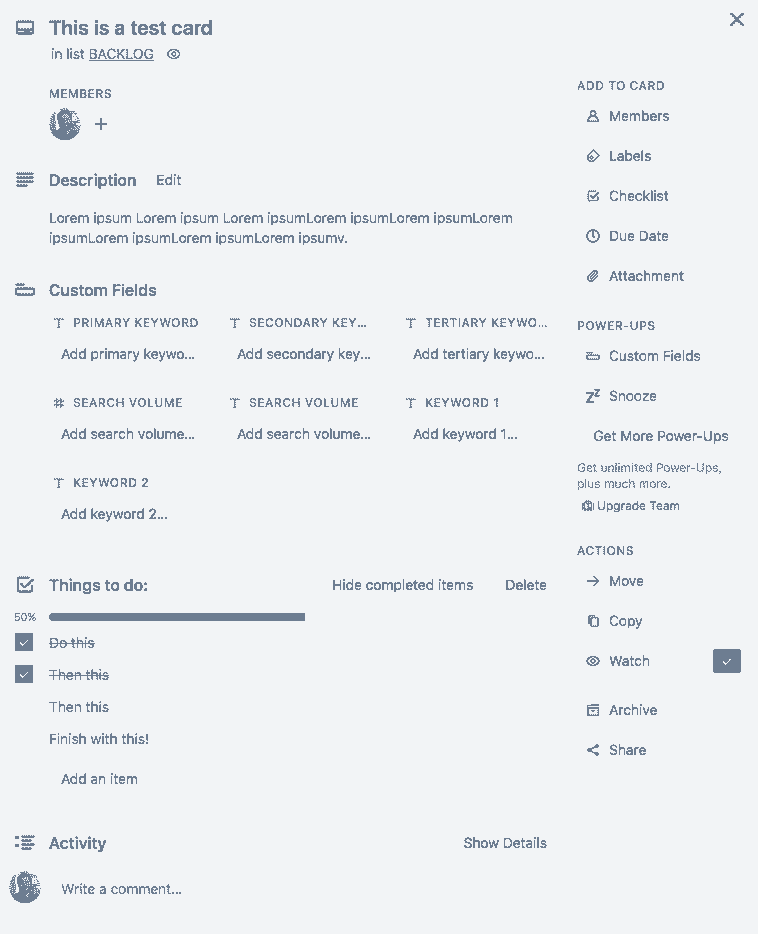 This is a test card
in list BACKLOG
MEMBERS
Description Edit
Lorem ipsum Lorem ipsum Lorem ipsumLorem ipsumLorem ipsumLorem
ipsumLorem ipsumLorem ipsumLorem ipsumv.
Custom Fields
PRIMARY KEYWORD SECONDARY KEY... TERTIARY KEYWO...
Add primary keywo... Add secondary key... Add tertiary keywo...
SEARCH VOLUME SEARCH VOLUME KEYWORD 1
Add search volume... Add search volume... Add keyword 1...
KEYWORD 2
Add keyword 2...
Things to do: Hide completed items Delete
50%
Do this
Then this
Then this
Finish with this!
Add an item
Activity Show Details
Write a comment...
ADD TO CARD
Members
Labels
Checklist
Due Date
Attachment
POWER-UPS
Custom Fields
Snooze
Get More Power-Ups
Get unlimited Power-Ups,
plus much more.
Upgrade Team
ACTIONS
Move
Copy
Watch
Archive
Share